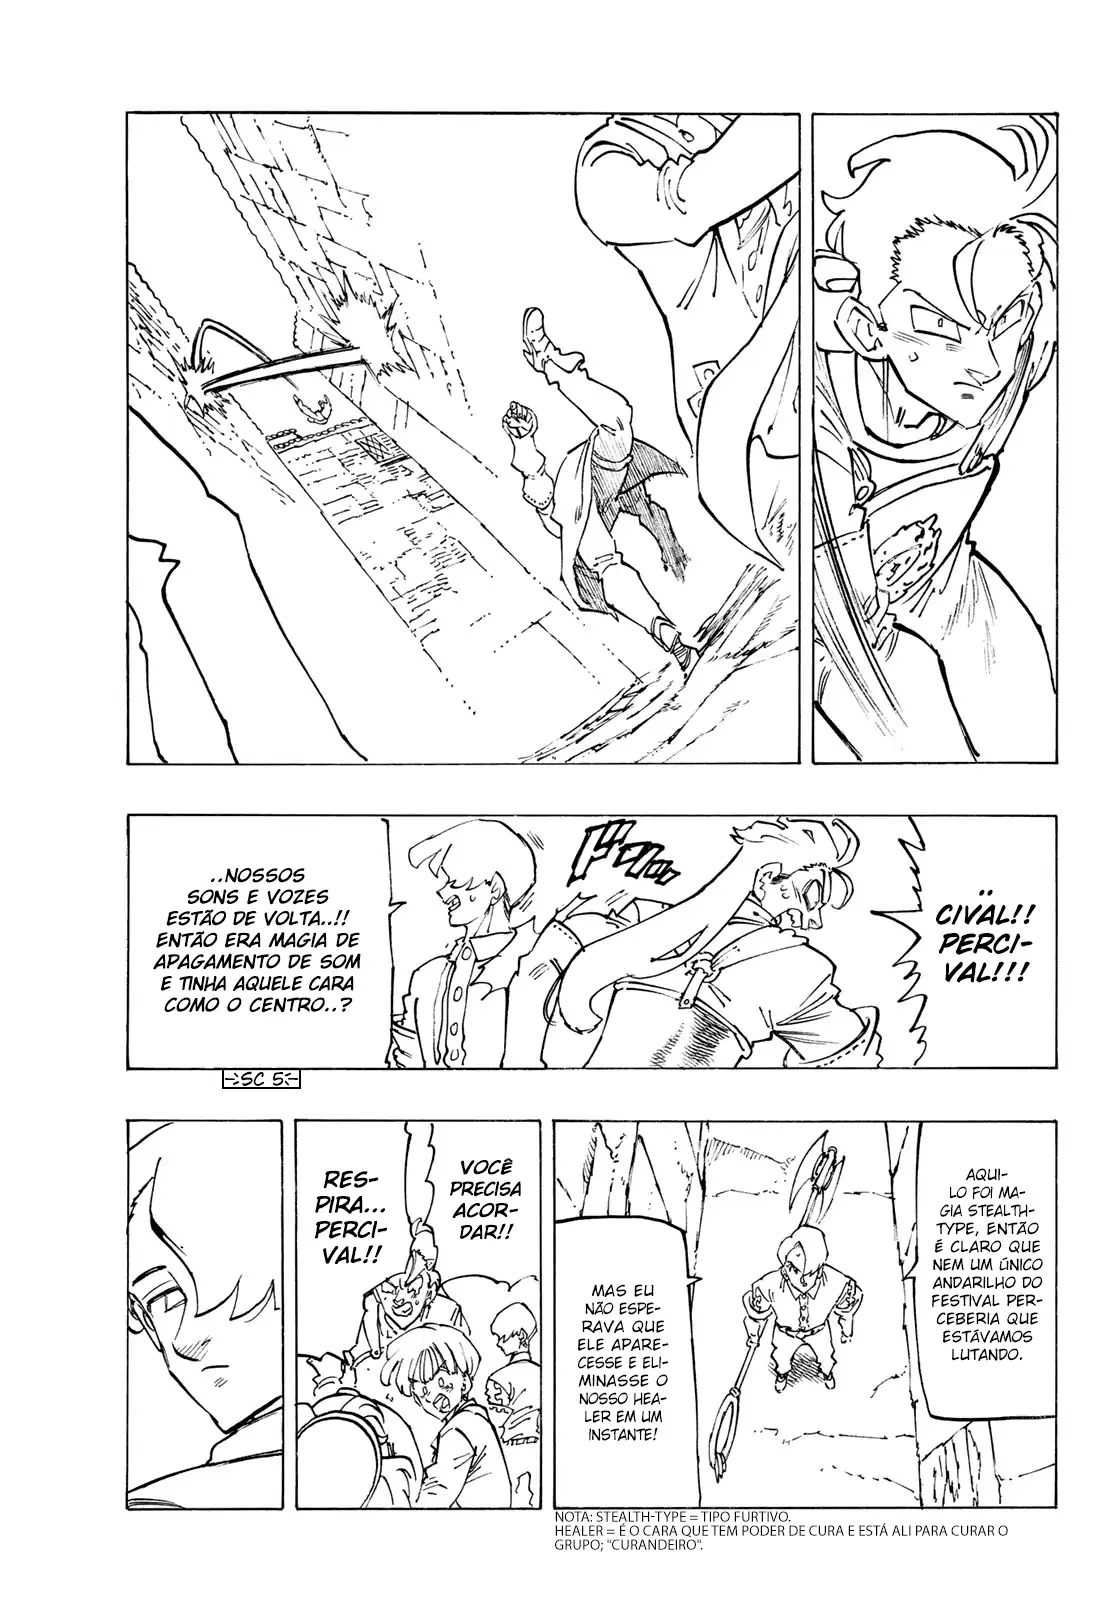 ¨
CIVAL!!
PERCI-
VAL!!!
ドドドン...
..NOSSOS
SONS E VOZES
ESTÃO DE VOLTA..!!
ENTÃO ERA MAGIA DE
APAGAMENTO DE SOM
E TINHA AQUELE CARA
COMO O CENTRO..?
SC 5
AQUI-
LO FOI MA-
GIA STEALTH-
TYPE, ENTÃO
É CLARO QUE
NEM UM ÚNICO
ANDARILHO DO
FESTIVAL PER-
CEBERIA QUE
ESTÁVAMOS
LUTANDO.
MAS EU
NÃO ESPE-
RAVA QUE
ELE APARE-
CESSE E ELI-
MINASSE O
NOSSO HEA-
LER EM UM
INSTANTE!
VOCÊ
PRECISA
ACOR-
DAR!!
RES-
PIRA...
PERCI-
VAL!!
NOTA: STEALTH-TYPE = TIPO FURTIVO.
HEALER = É O CARA QUE TEM PODER DE CURA E ESTÁ ALI PARA CURAR O
GRUPO; "CURANDEIRO".